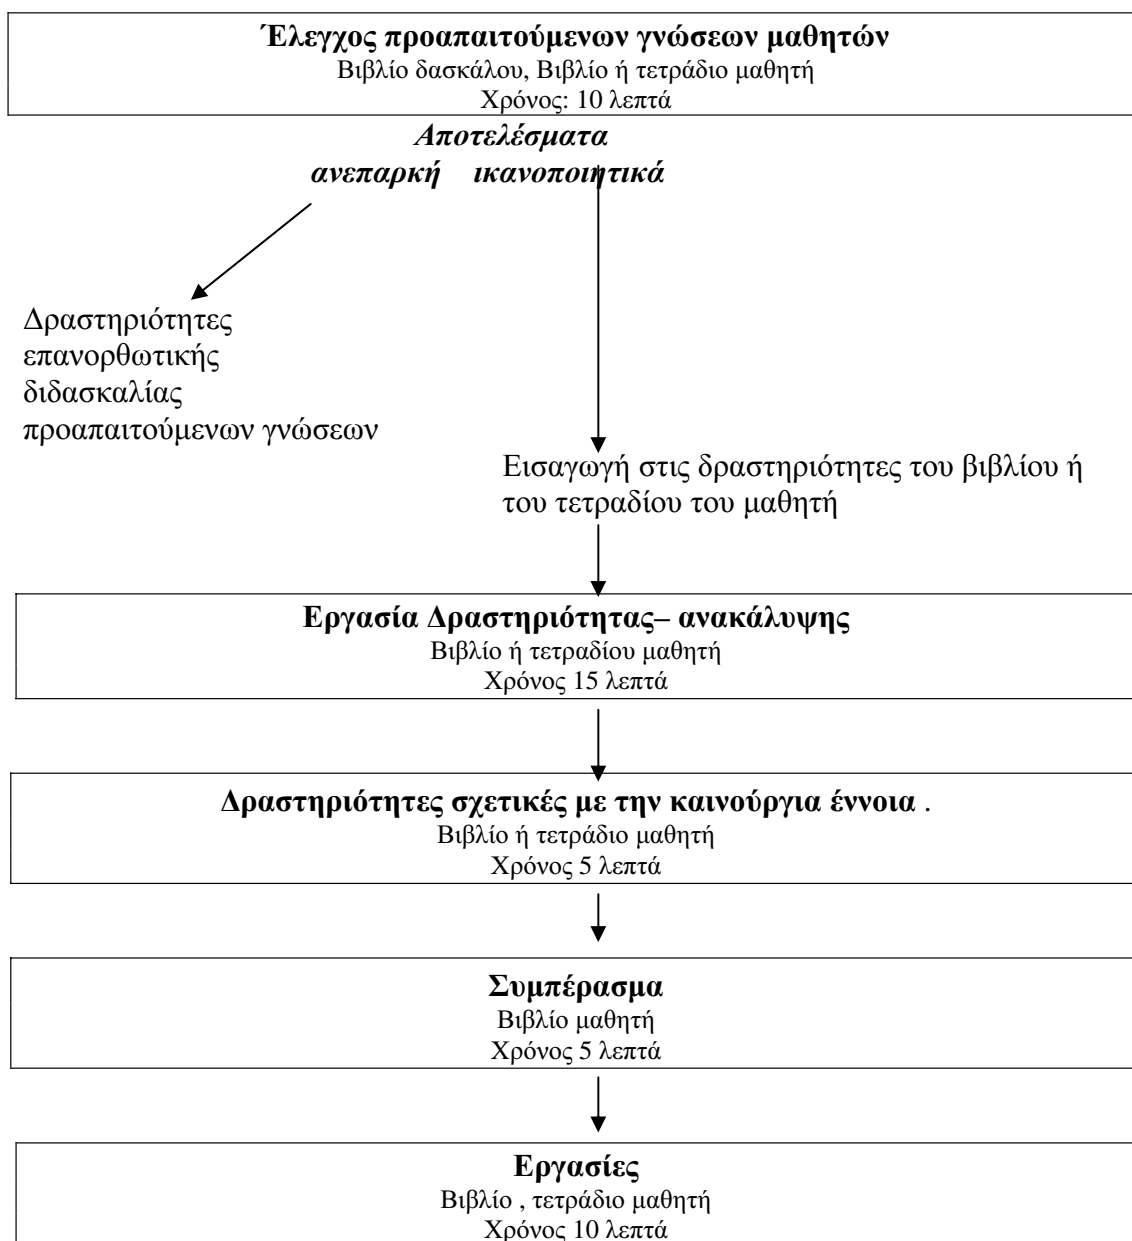 Έλεγχος προαπαιτούμενων γνώσεων μαθητών
Βιβλίο δασκάλου, Βιβλίο ή τετράδιο μαθητή
Χρόνος: 10 λεπτά
Αποτελέσματα
ανεπαρκή ικανοποιητικά
Δραστηριότητες
επανορθωτικής
διδασκαλίας
προαπαιτούμενων γνώσεων
Εισαγωγή στις δραστηριότητες του βιβλίου ή
του τετραδίου του μαθητή
Εργασία Δραστηριότητας– ανακάλυψης
Βιβλίο ή τετραδίου μαθητή
Χρόνος 15 λεπτά
Δραστηριότητες σχετικές με την καινούργια έννοια .
Βιβλίο ή τετράδιο μαθητή
Χρόνος 5 λεπτά
Συμπέρασμα
Βιβλίο μαθητή
Χρόνος 5 λεπτά
Εργασίες
Βιβλίο , τετράδιο μαθητή
Χρόνος 10 λεπτά